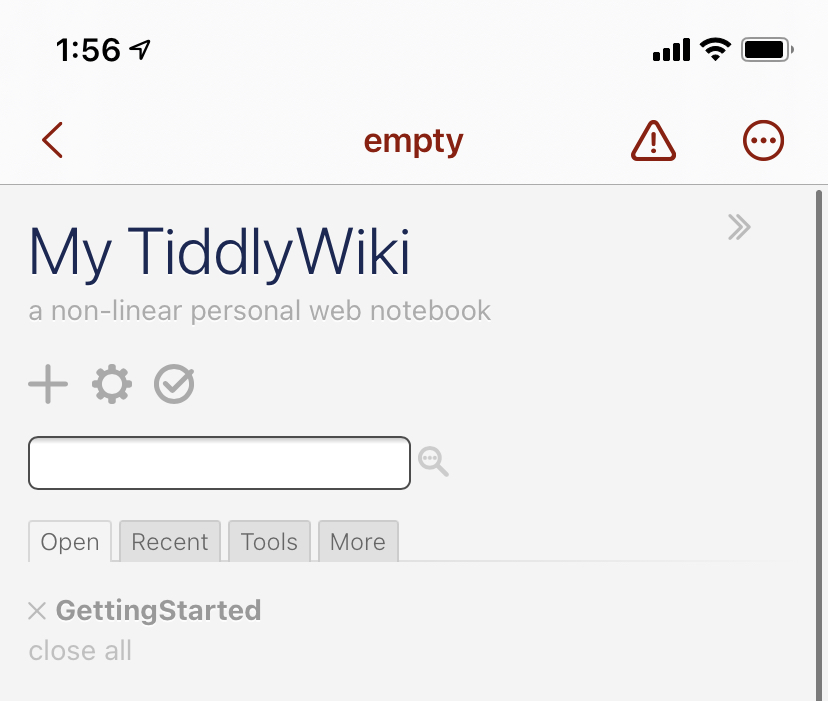 1:56
empty
My TiddlyWiki
a non-linear personal web notebook
Open Recent Tools More
GettingStarted
close all